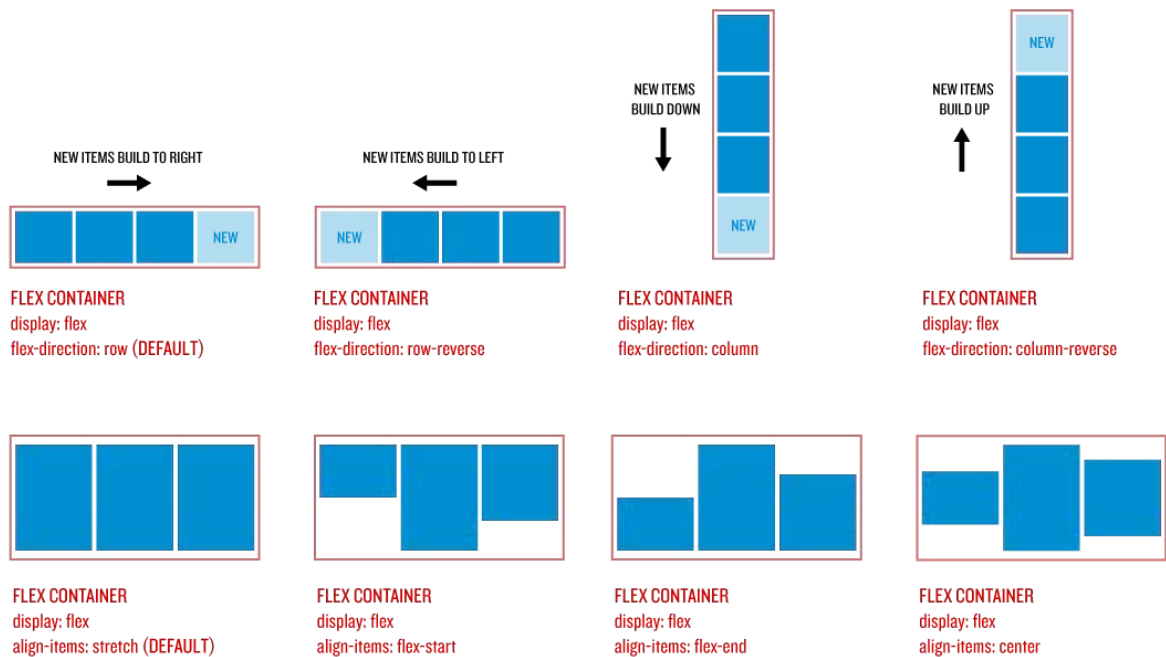 NEW ITEMS BUILD TO RIGHT
NEW
FLEX CONTAINER
display: flex
flex-direction: row (DEFAULT)
NEW ITEMS BUILD TO LEFT
NEW
FLEX CONTAINER
display: flex
flex-direction: row-reverse
NEW ITEMS
BUILD DOWN
NEW
FLEX CONTAINER
display: flex
flex-direction: column
NEW ITEMS
BUILD UP
NEW
FLEX CONTAINER
display: flex
flex-direction: column-reverse
FLEX CONTAINER
display: flex
align-items: stretch (DEFAULT)
FLEX CONTAINER
display: flex
align-items: flex-start
FLEX CONTAINER
display: flex
align-items: flex-end
FLEX CONTAINER
display: flex
align-items: center